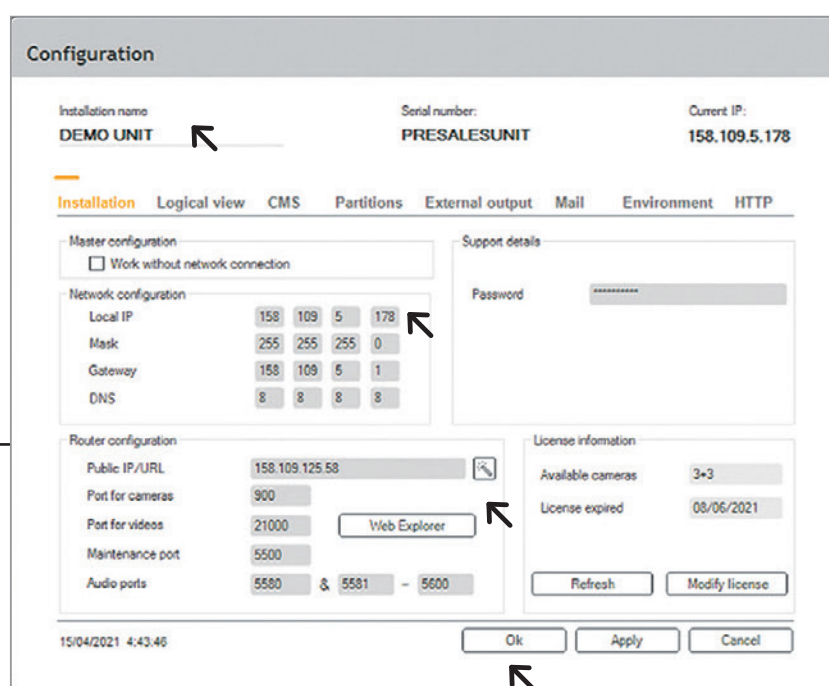 Configuration
Installation name Serial number: Current IP:
DEMO UNIT PRESALESUNIT 158.109.5.178
Installation Logical view CMS Partitions External output Mail Environment HTTP
Master configuration Support details
Work without network connection
Network configuration Password **********
Local IP 158 109 5 178
Mask 255 255 255 0
Gateway 158 109 5 1
DNS 8 8 8 8
Router configuration License information
Public IP/URL 158.109.125.58 Available cameras 3+3
Port for cameras 900 License expired 08/06/2021
Port for videos 21000 Web Explorer
Maintenance port 5500
Audio ports 5580 & 5581 - 5600 Refresh Modify license
15/04/2021 4:43:46 Ok Apply Cancel